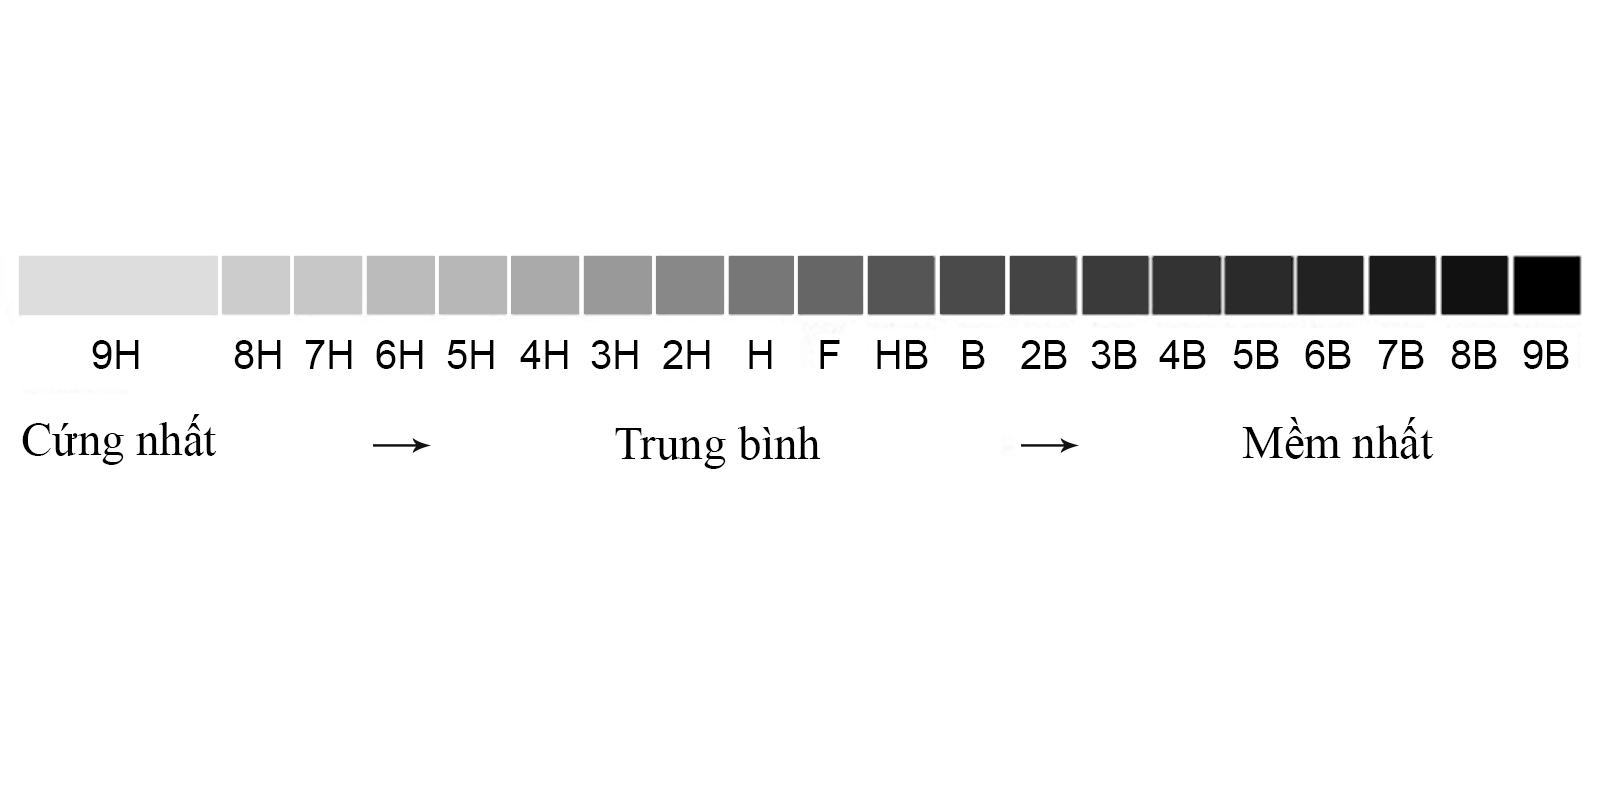 9H 8H 7H 6H 5H 4H 3H 2H H F HB B 2B 3B 4B 5B 6B 7B 8B 9B
Cứng nhất → Trung bình → Mềm nhất